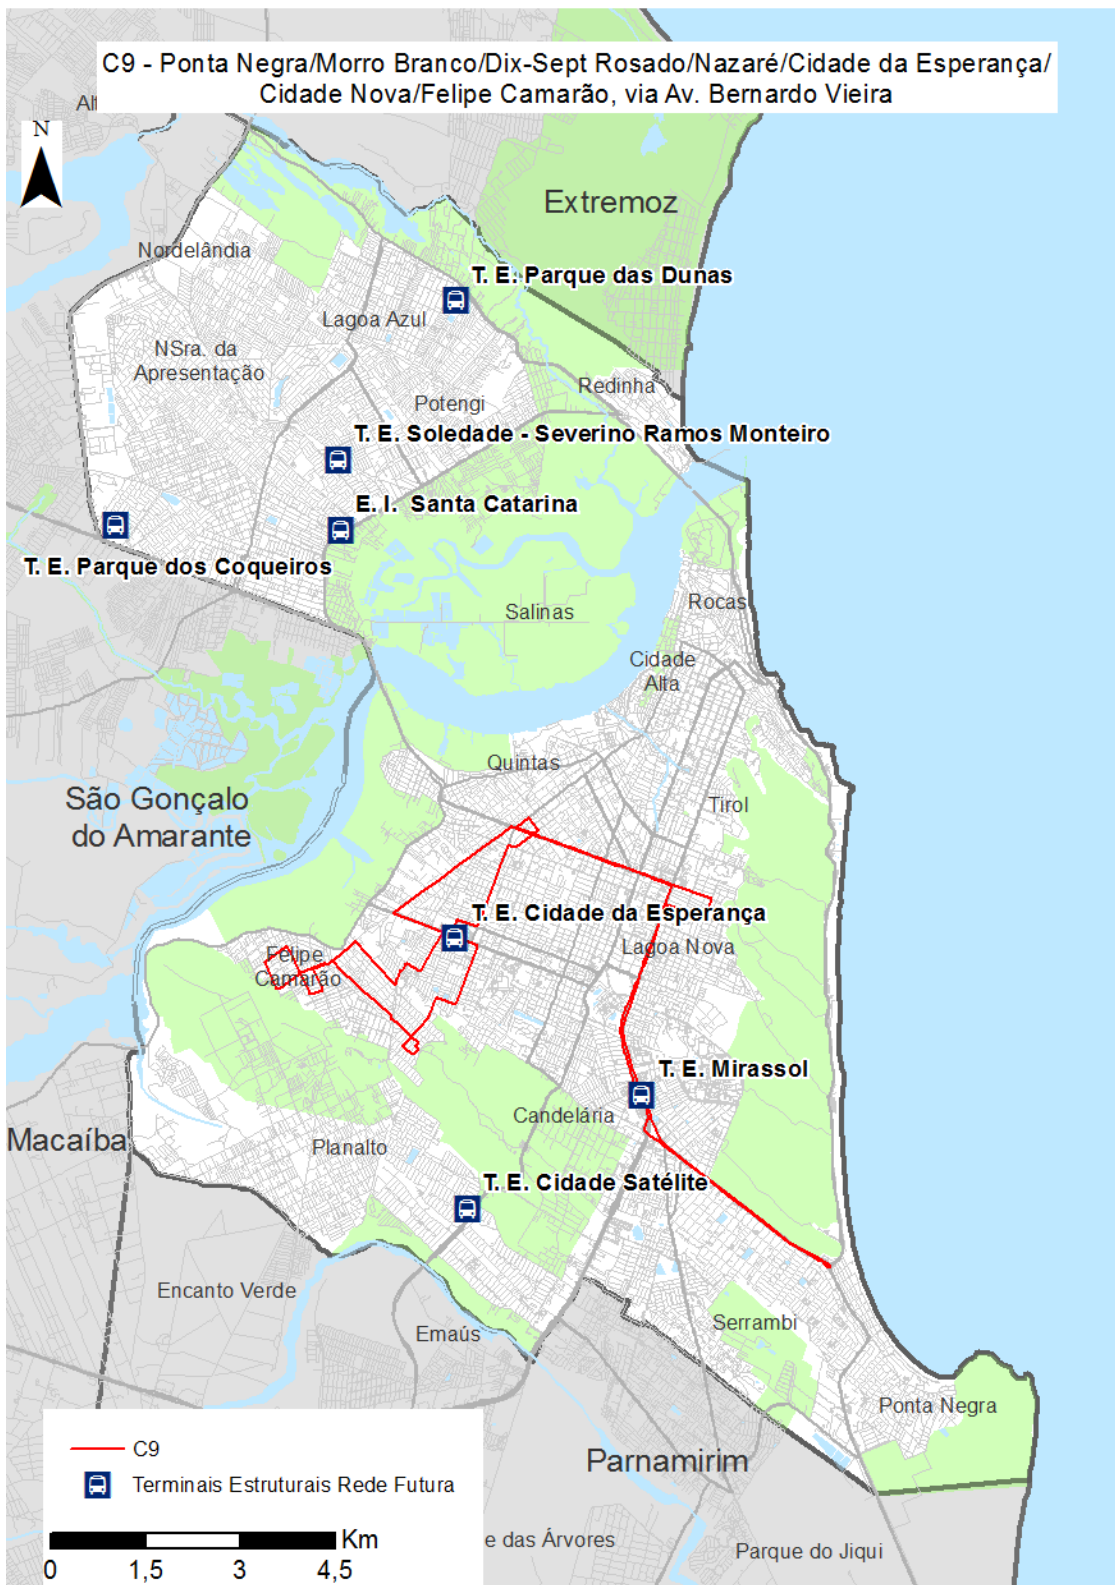 C9 - Ponta Negra/Morro Branco/Dix-Sept Rosado/Nazaré/Cidade da Esperança/
Cidade Nova/Felipe Camarão, via Av. Bernardo Vieira
N
Extremoz
Nordelândia
T. E. Parque das Dunas
Lagoa Azul
NSra. da
Apresentação
Redinha
Potengi
T. E. Soledade - Severino Ramos Monteiro
E. I. Santa Catarina
T. E. Parque dos Coqueiros
Salinas
Rocas
Cidade
Alta
Quintas
São Gonçalo
do Amarante
Tirol
T. E. Cidade da Esperança
Lagoa Nova
Felipe
Camarão
T. E. Mirassol
Candelária
Macaíba
Planalto
T. E. Cidade Satélite
Encanto Verde
Emaús
Serrambi
Ponta Negra
Parnamirim
C9
Terminais Estruturais Rede Futura
Km
0 1,5 3 4,5
e das Árvores
Parque do Jiqui